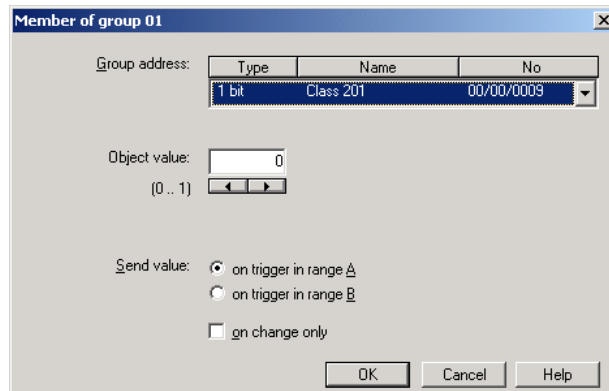 Member of group 01
Group address:
Type Name No
1 bit Class 201 00/00/0009
Object value: 0
(0 .. 1)
Send value: on trigger in range A
on trigger in range B
on change only
OK Cancel Help